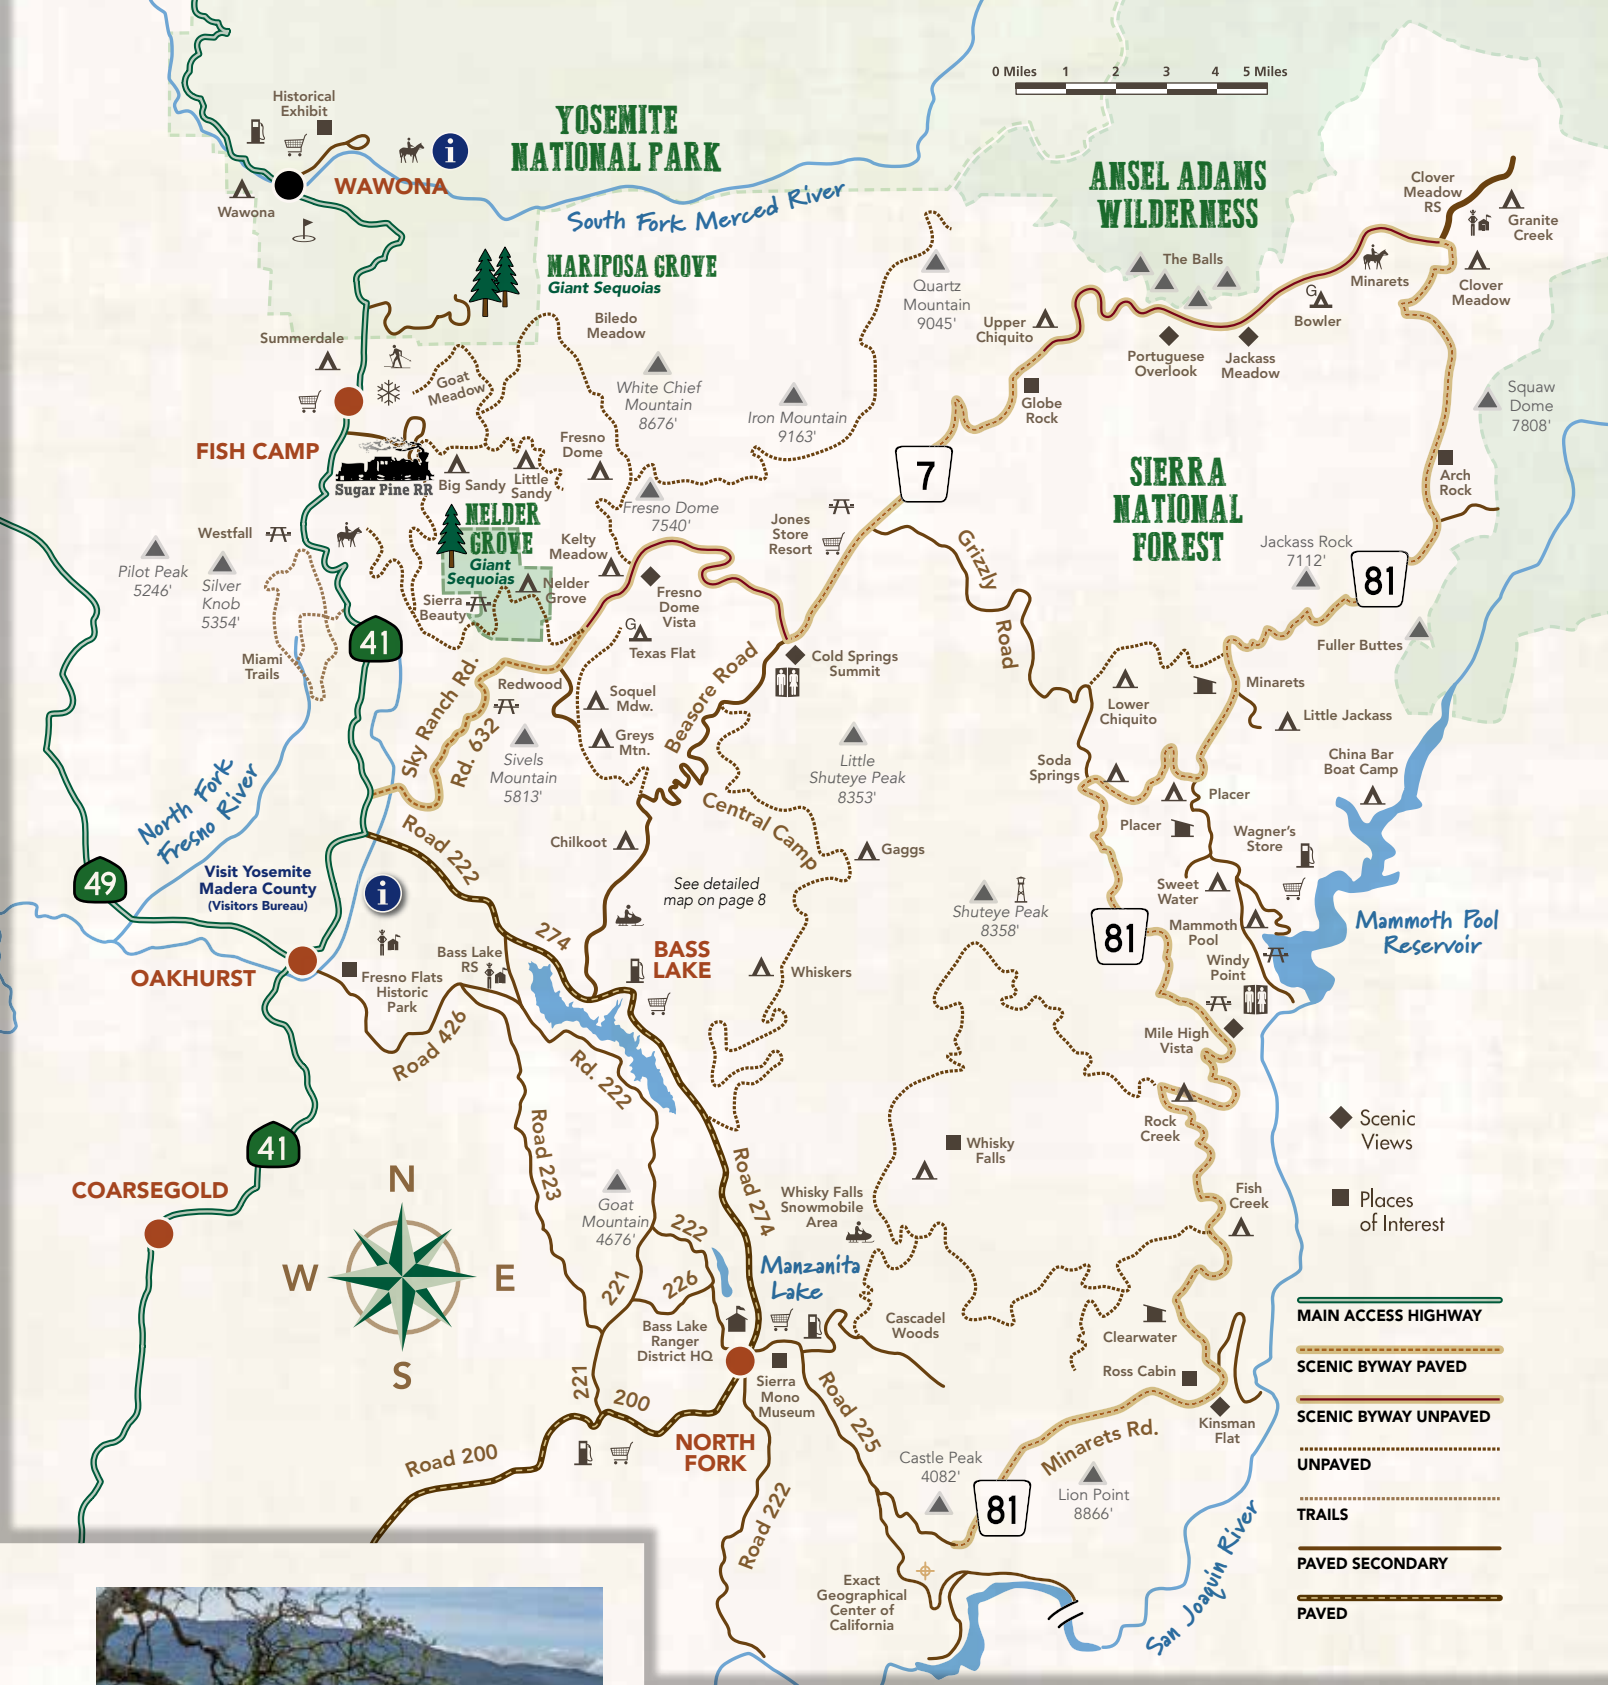 0 Miles 1 2 3 4 5 Miles
Historical
Exhibit
YOSEMITE
NATIONAL PARK
i
WAWONA
Wawona
South Fork Merced River
ANSEL ADAMS
WILDERNESS
Clover
Meadow
RS
Granite
Creek
MARIPOSA GROVE
Giant Sequoias
The Balls
Minarets
Clover
Meadow
Quartz
Mountain
9045'
Upper
Chiquito
G
Bowler
Portuguese
Overlook
Jackass
Meadow
Biledo
Meadow
Summerdale
Goat
Meadow
White Chief
Mountain
8676'
Iron Mountain
9163'
Globe
Rock
Squaw
Dome
7808'
FISH CAMP
Sugar Pine RR
Big Sandy
Little
Sandy
Fresno
Dome
7
SIERRA
NATIONAL
FOREST
Arch
Rock
NELDER
GROVE
Giant
Sequoias
Fresno Dome
7540'
Jones
Store
Resort
Westfall
Kelty
Meadow
Grizzly
Road
Jackass Rock
7112'
81
Pilot Peak
5246'
Silver
Knob
5354'
Nelder
Grove
Sierra
Beauty
Fresno
Dome
Vista
G
Texas Flat
Fuller Buttes
41
Miami
Trails
Cold Springs
Summit
Beasore Road
Sky Ranch Rd.
Rd. 632
Redwood
Soquel
Mdw.
Greys
Mtn.
Sivels
Mountain
5813'
Little
Shuteye Peak
8353'
Lower
Chiquito
Minarets
Little Jackass
Soda
Springs
China Bar
Boat Camp
Placer
Placer
North Fork
Fresno River
Central Camp
Road 222
Chilkoot
Gaggs
Wagner's
Store
49
Visit Yosemite
Madera County
(Visitors Bureau)
i
See detailed
map on page 8
Shuteye Peak
8358'
Sweet
Water
81
Mammoth
Pool
Mammoth Pool
Reservoir
274
BASS
LAKE
Bass Lake
RS
OAKHURST
Fresno Flats
Historic
Park
Whiskers
Windy
Point
Mile High
Vista
Road 426
Rd. 222
Rock
Creek
Scenic
Views
41
Road 223
Road 274
Whisky
Falls
COARSEGOLD
N
W
E
S
Goat
Mountain
4676'
Whisky Falls
Snowmobile
Area
Fish
Creek
Places
of Interest
222
Manzanita
Lake
221
226
Bass Lake
Ranger
District HQ
Cascadel
Woods
Clearwater
MAIN ACCESS HIGHWAY
Ross Cabin
SCENIC BYWAY PAVED
221
200
Sierra
Mono
Museum
Road 225
Kinsman
Flat
SCENIC BYWAY UNPAVED
NORTH
FORK
Road 200
Minarets Rd.
Castle Peak
4082'
UNPAVED
81
Lion Point
8866'
TRAILS
Road 222
San Joaquin River
PAVED SECONDARY
Exact
Geographical
Center of
California
PAVED